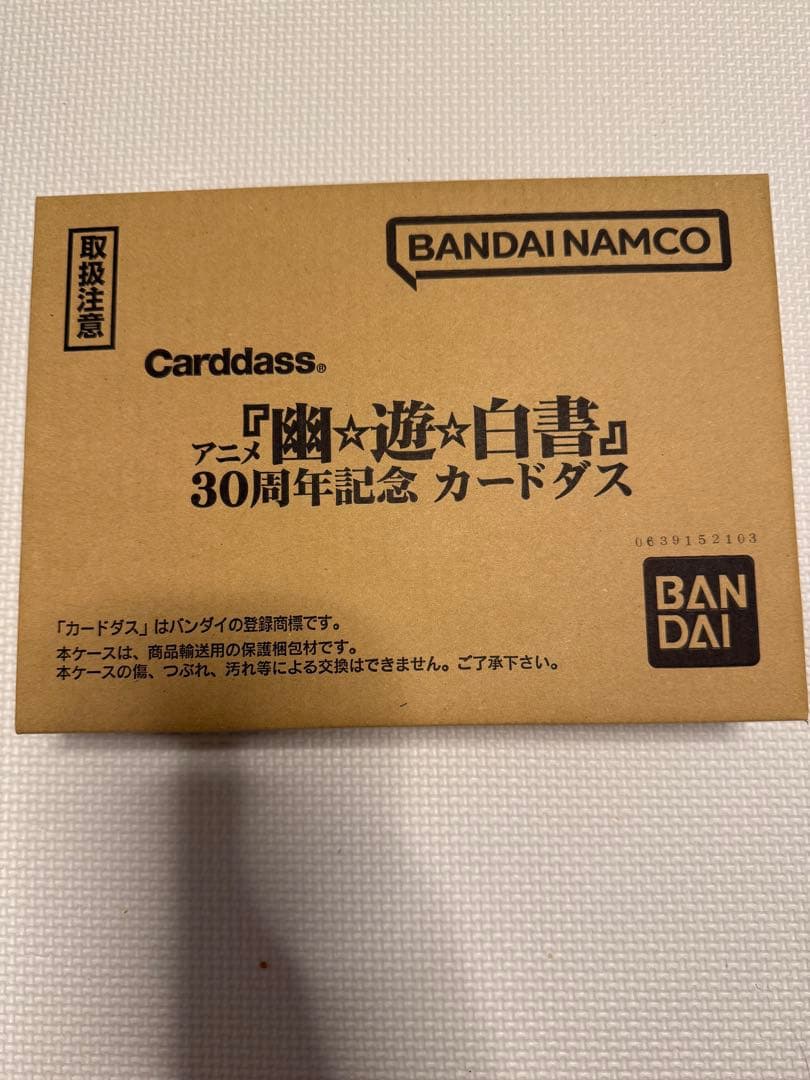 取扱注意
BANDAI NAMCO
Carddass®
アニメ『幽☆遊☆白書』
30周年記念 カードダス
0639152103
BAN
DAI
「カードダス」はバンダイの登録商標です。
本ケースは、商品輸送用の保護梱包材です。
本ケースの傷、つぶれ、汚れ等による交換はできません。ご了承下さい。